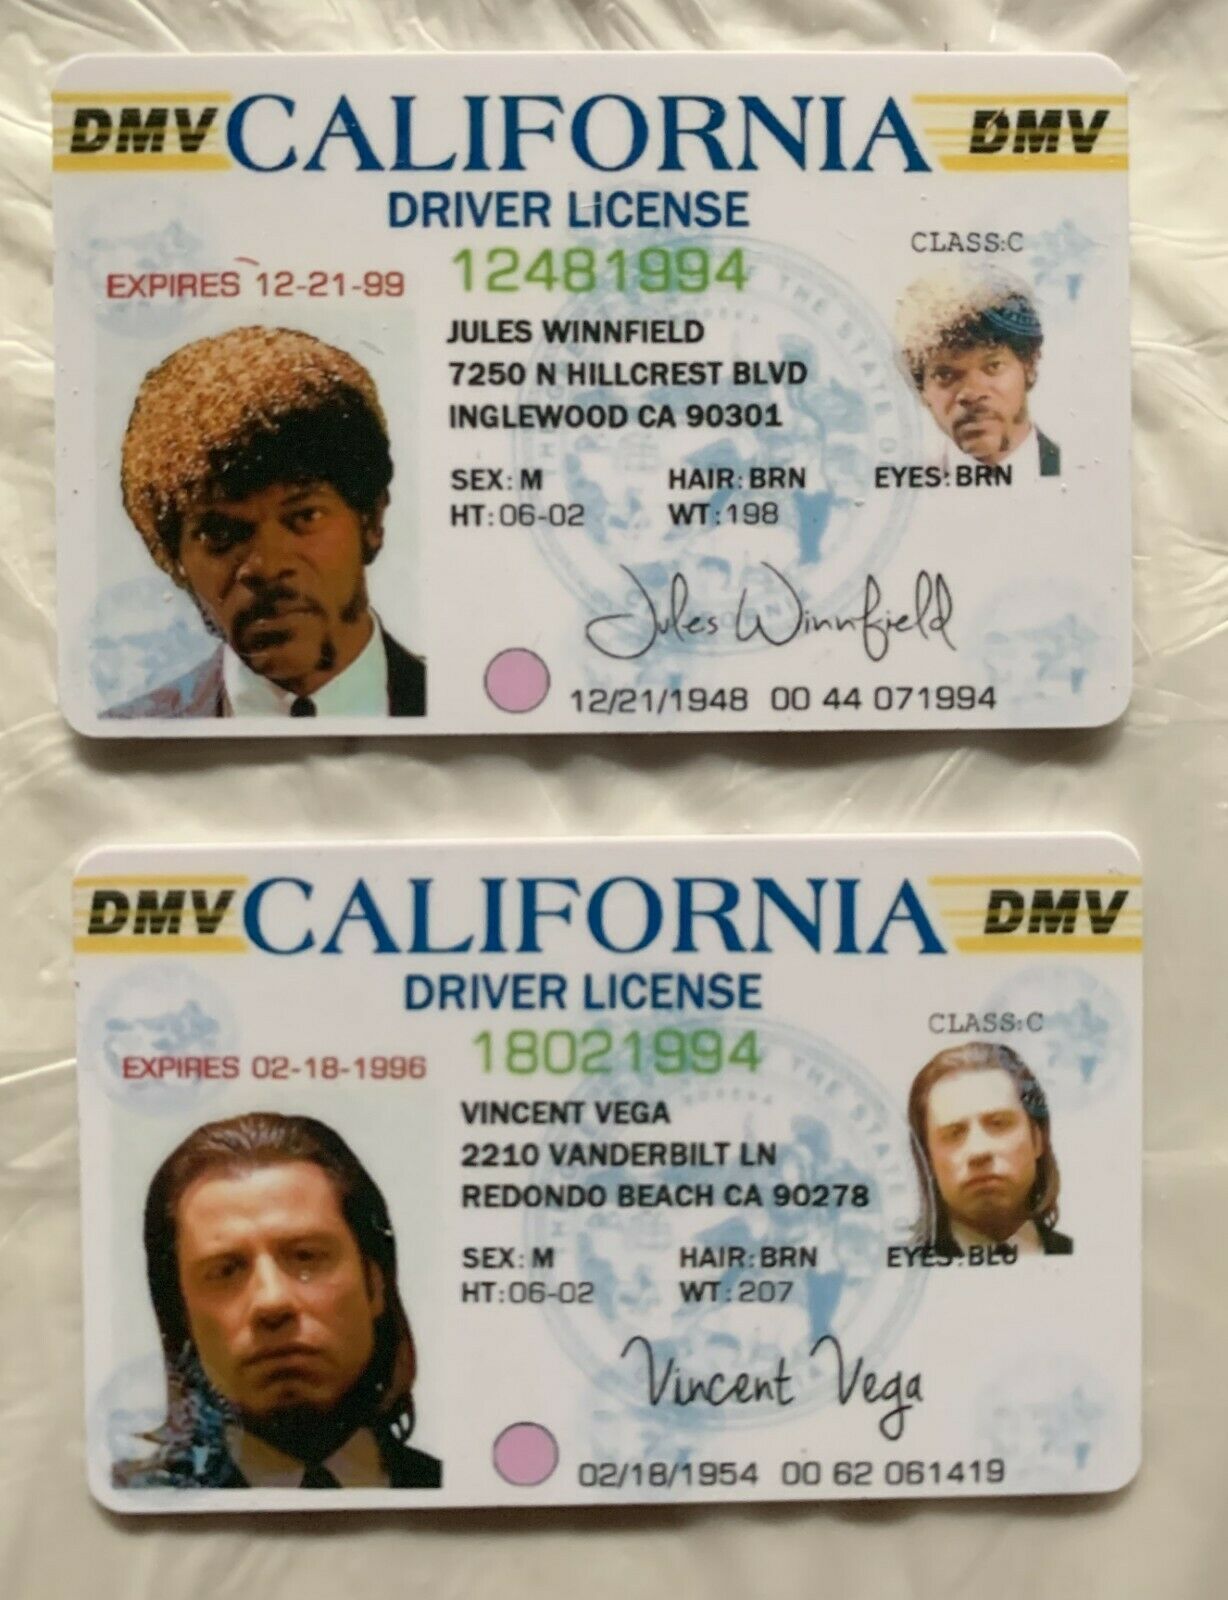 DMV CALIFORNIA DMV
DRIVER LICENSE
CLASS:C
EXPIRES 12-21-99 12481994
JULES WINNFIELD
7250 N HILLCREST BLVD
INGLEWOOD CA 90301
SEX: M HAIR: BRN EYES: BRN
HT: 06-02 WT: 198
Jules Winnfield
12/21/1948 00 44 071994
DMV CALIFORNIA DMV
DRIVER LICENSE
CLASS:C
EXPIRES 02-18-1996 18021994
VINCENT VEGA
2210 VANDERBILT LN
REDONDO BEACH CA 90278
SEX: M HAIR: BRN EYES: BLU
HT: 06-02 WT: 207
Vincent Vega
02/18/1954 00 62 061419